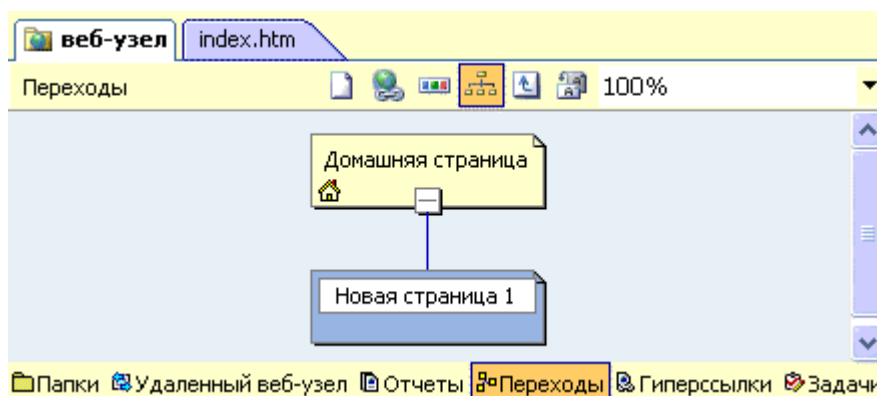 веб-узел index.htm
Переходы 100%
Домашняя страница
Новая страница 1
Папки Удаленный веб-узел Отчеты Переходы Гиперссылки Задачи